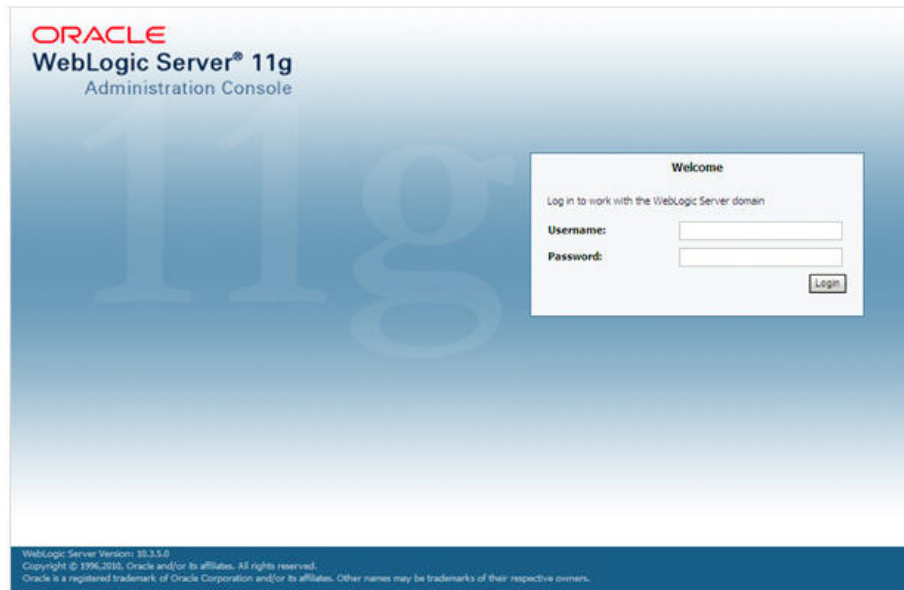 ORACLE
WebLogic Server® 11g
Administration Console
11g
Welcome
Log in to work with the WebLogic Server domain
Username:
Password:
Login
WebLogic Server Version: 10.3.5.0
Copyright © 1996,2010, Oracle and/or its affiliates. All rights reserved.
Oracle is a registered trademark of Oracle Corporation and/or its affiliates. Other names may be trademarks of their respective owners.